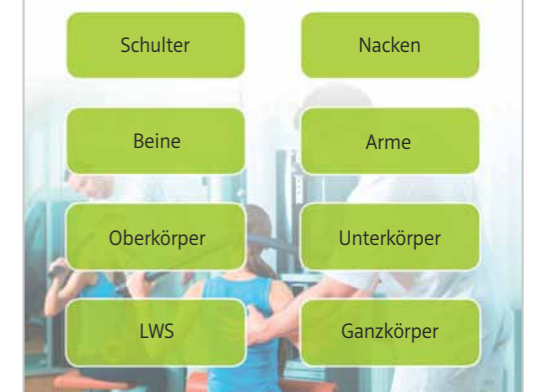 Schulter
Nacken
Beine
Arme
Oberkörper
Unterkörper
LWS
Ganzkörper